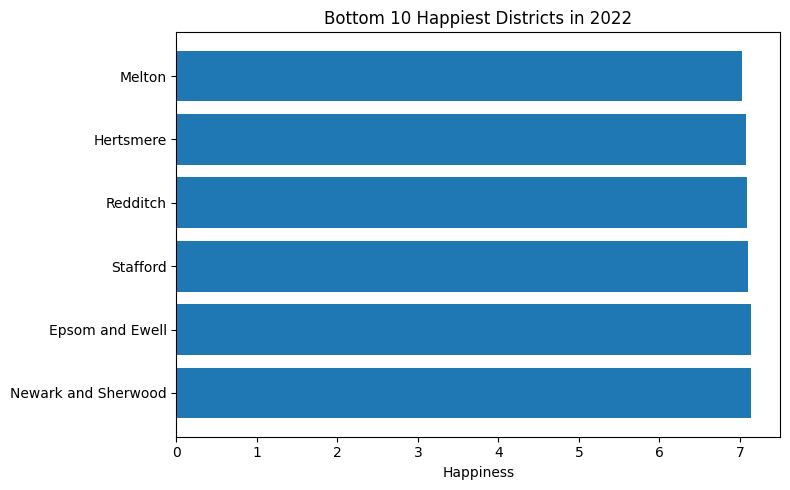 Bottom 10 Happiest Districts in 2022
Melton
Hertsmere
Redditch
Stafford
Epsom and Ewell
Newark and Sherwood
0 1 2 3 4 5 6 7
Happiness